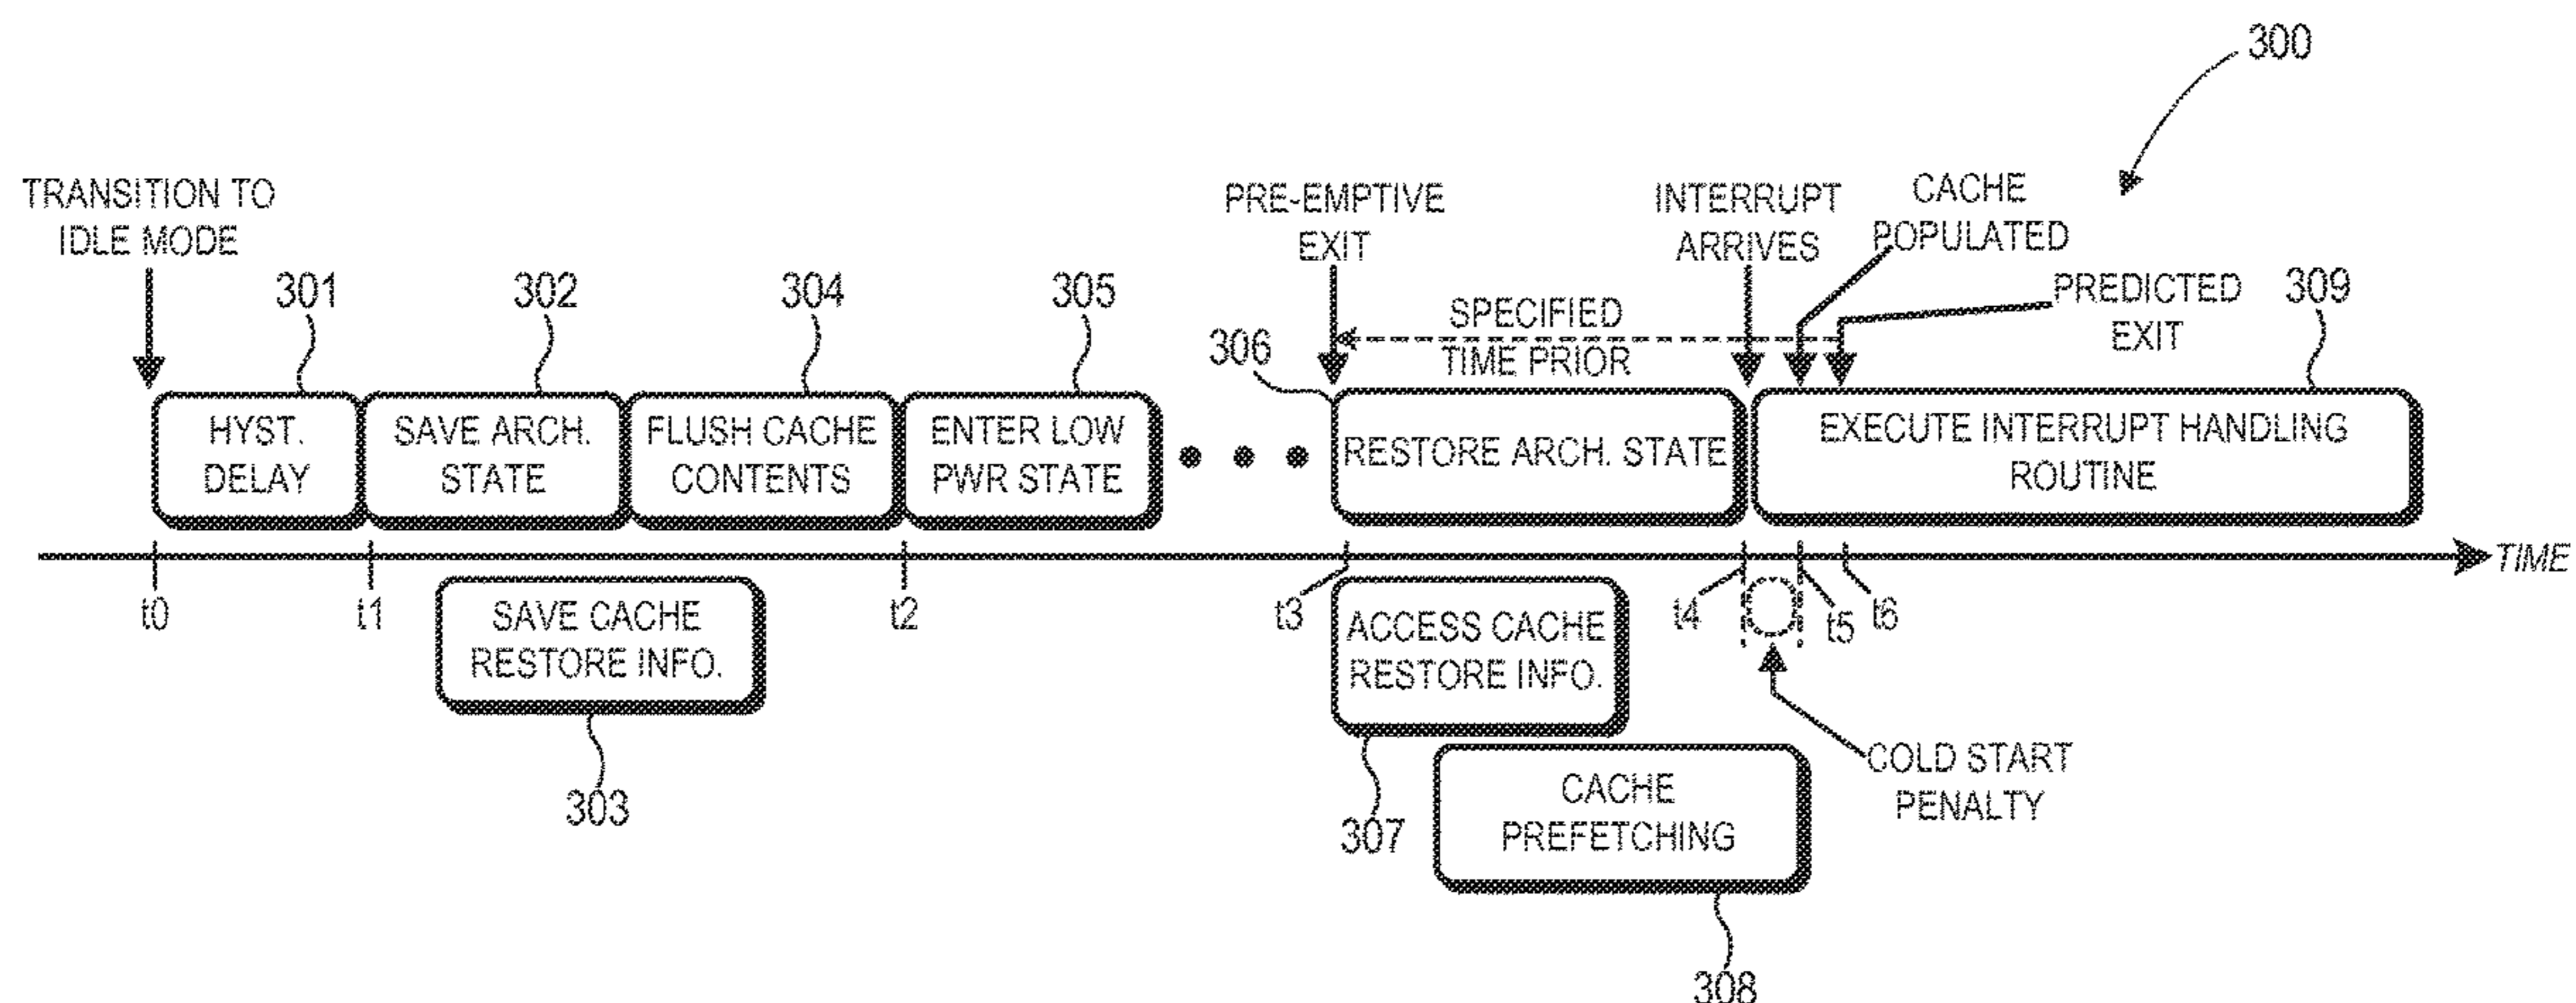 300
TRANSITION TO
IDLE MODE
PRE-EMPTIVE
EXIT
INTERRUPT
ARRIVES
CACHE
POPULATED
PREDICTED
EXIT
SPECIFIED
TIME PRIOR
301
302
304
305
306
309
HYST.
DELAY
SAVE ARCH.
STATE
FLUSH CACHE
CONTENTS
ENTER LOW
PWR STATE
RESTORE ARCH. STATE
EXECUTE INTERRUPT HANDLING
ROUTINE
TIME
t0
t1
t2
t3
t4
t5
t6
SAVE CACHE
RESTORE INFO.
303
ACCESS CACHE
RESTORE INFO.
307
CACHE
PREFETCHING
308
COLD START
PENALTY